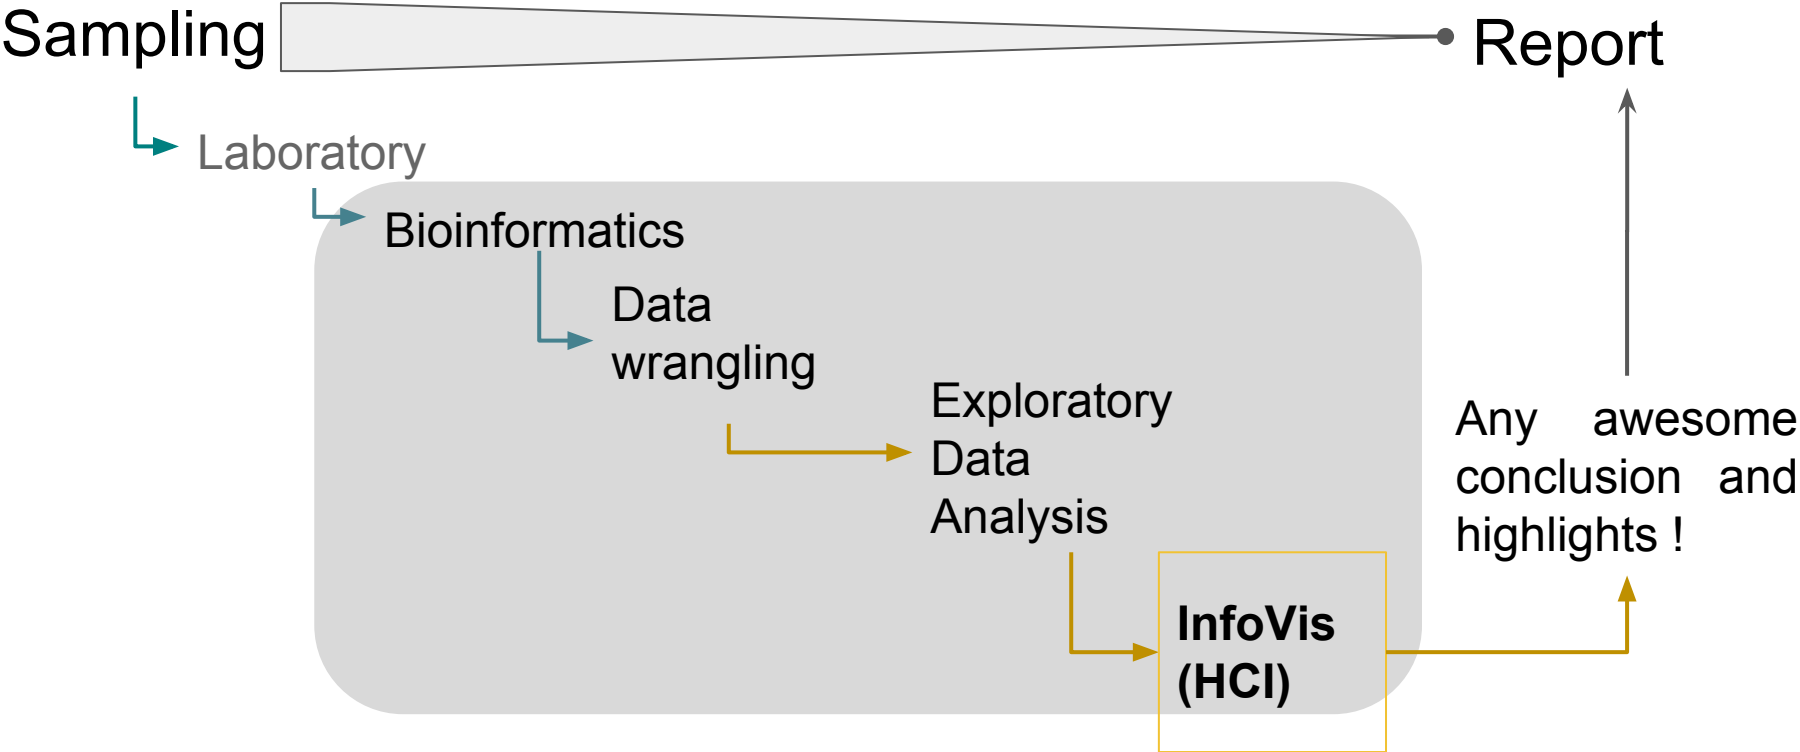 Sampling
Report
Laboratory
Bioinformatics
Data
wrangling
Exploratory
Data
Analysis
Any awesome
conclusion and
highlights !
InfoVis
(HCI)